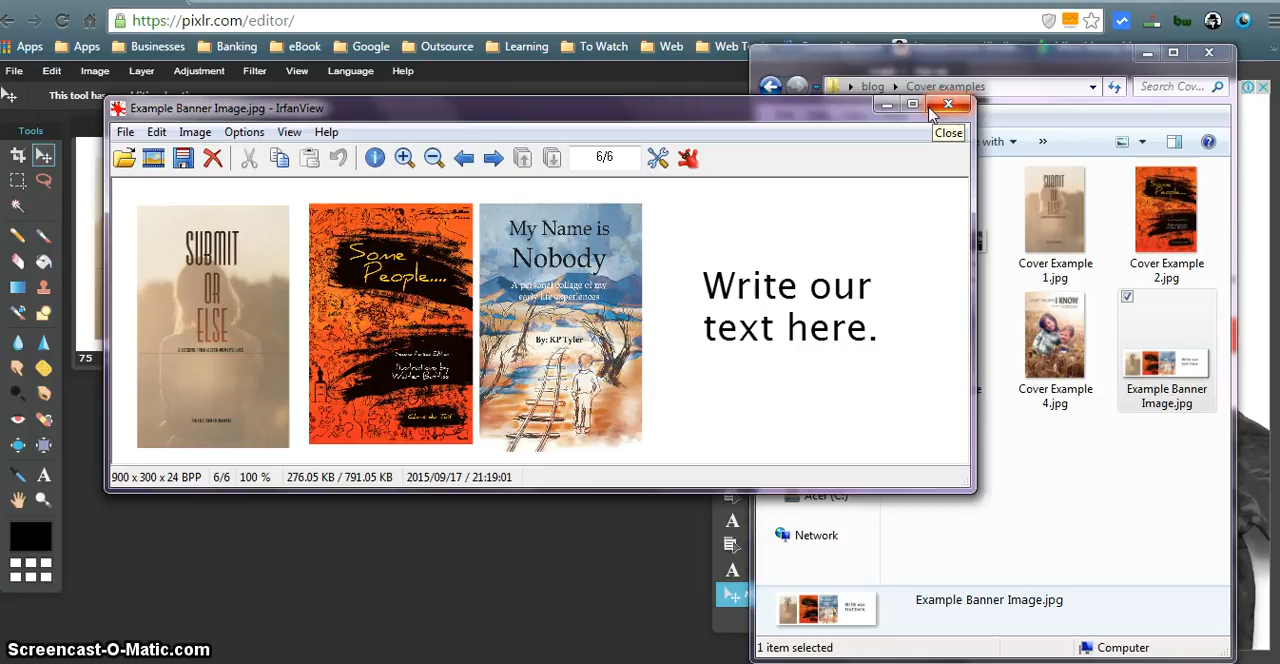 https://pixlr.com/editor/
Apps Apps Businesses Banking eBook Google Outsource Learning To Watch Web Web
File Edit Image Layer Adjustment Filter View Language Help
This tool has
blog Cover examples
Search Cov...
Example Banner Image.jpg - IrfanView
Close
File Edit Image Options View Help
with »
6/6
Tools
SUBMIT
OR
ELSE
Some
People....
My Name is
Nobody
A personal collage of my
early life experiences
By: KP Tyler
Write our
text here.
Cover Example
1.jpg
Cover Example
2.jpg
I KNOW
Cover Example
4.jpg
Example Banner
Image.jpg
75
900 x 300 x 24 BPP 6/6 100 % 276.05 KB / 791.05 KB 2015/09/17 / 21:19:01
Acer (C:)
Network
Example Banner Image.jpg
1 item selected
Computer
Screencast-O-Matic.com